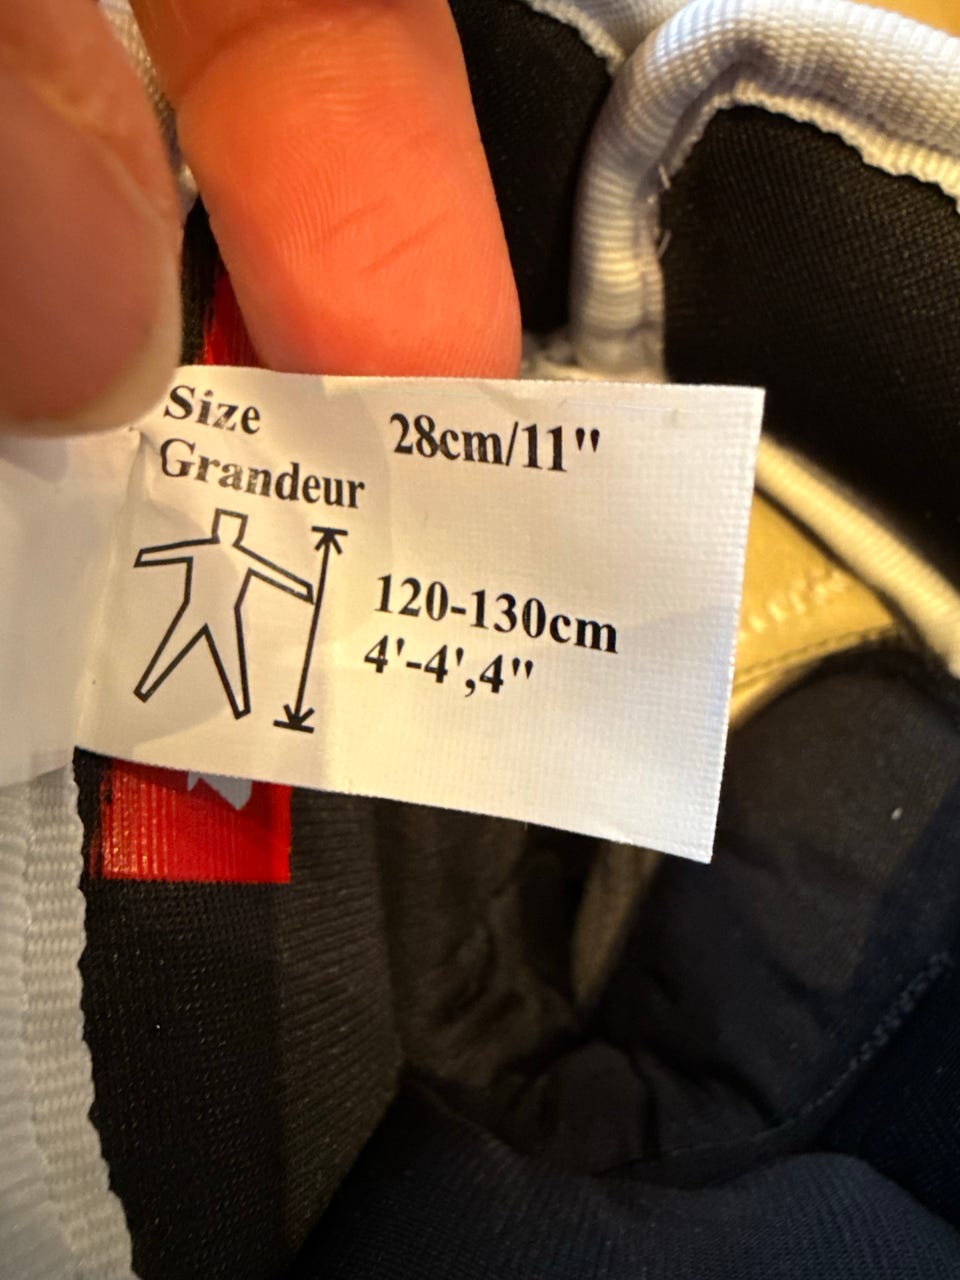 Size
Grandeur
28cm/11"
120-130cm
4'-4',4"